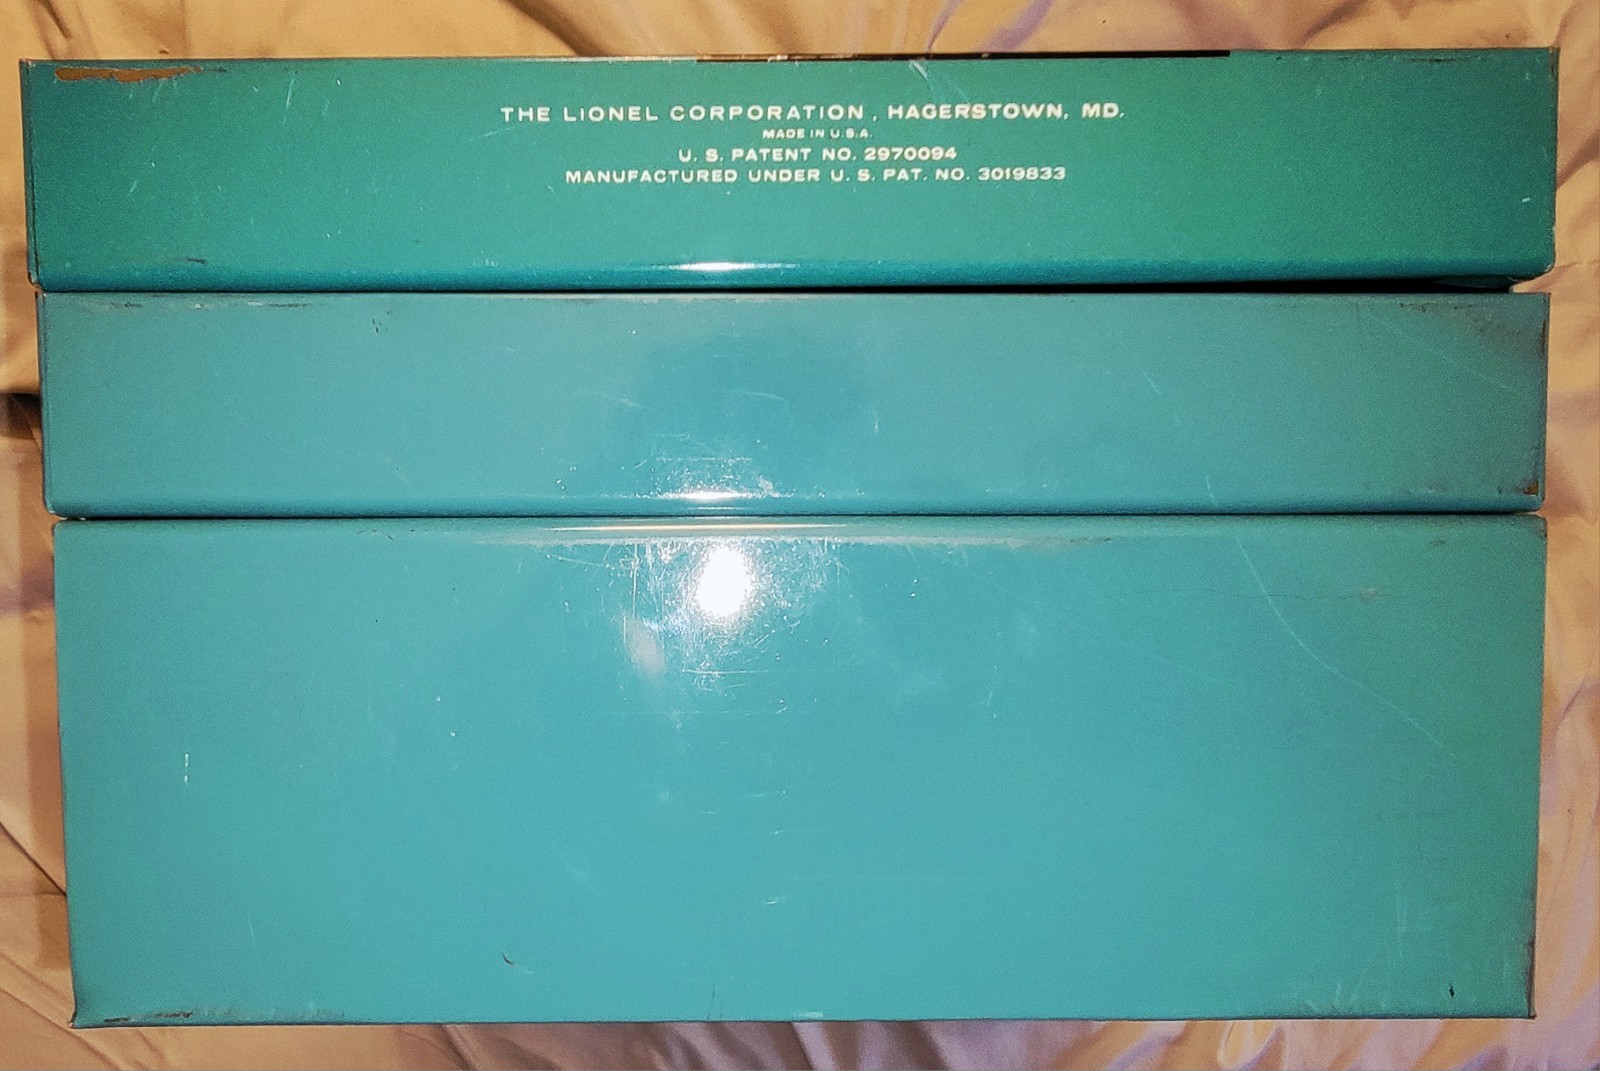 THE LIONEL CORPORATION, HAGERSTOWN, MD.
MADE IN U.S.A.
U. S. PATENT NO. 2970094
MANUFACTURED UNDER U. S. PAT. NO. 3019833